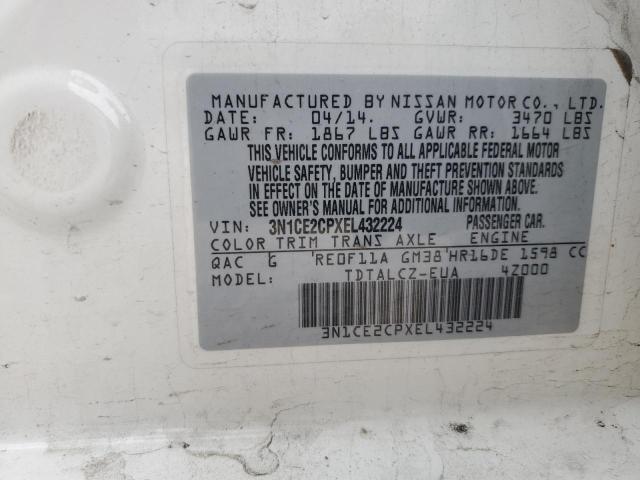 MANUFACTURED BY NISSAN MOTOR CO., LTD.
DATE: 04/14. GVWR: 3470 LBS
GAWR FR: 1867 LBS GAWR RR: 1664 LBS
THIS VEHICLE CONFORMS TO ALL APPLICABLE FEDERAL MOTOR
VEHICLE SAFETY, BUMPER AND THEFT PREVENTION STANDARDS
IN EFFECT ON THE DATE OF MANUFACTURE SHOWN ABOVE.
SEE OWNER'S MANUAL FOR ADDITIONAL INFORMATION.
VIN: 3N1CE2CPXEL432224 PASSENGER CAR.
COLOR TRIM TRANS AXLE ENGINE
QAC G RE0F11A GM38 HR16DE 1598 CC
MODEL: TDTALCZ-EUA 4Z000
3N1CE2CPXEL432224